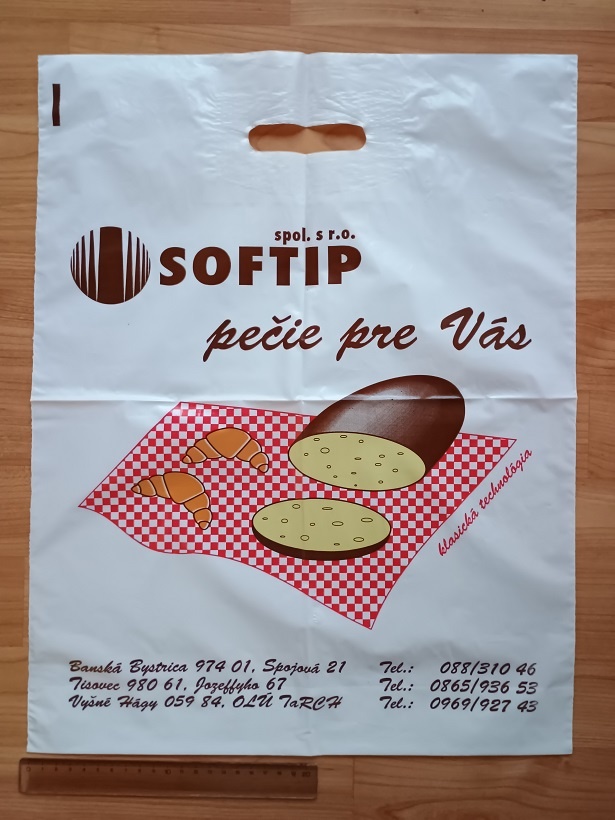 spol. s r.o.
SOFTIP
pečie pre Vás
klasická technológia
Banská Bystrica 974 01, Spojová 21 Tel.: 088/310 46
Tisovec 980 61, Jozeffyho 67 Tel.: 0865/936 53
Vyšné Hágy 059 84, OLÚ TaRCH Tel.: 0969/927 43